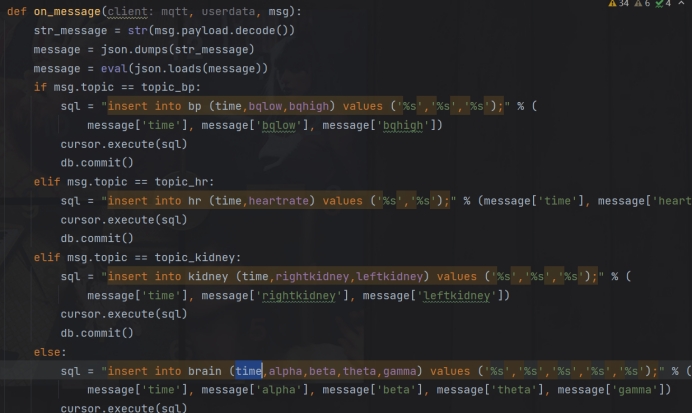 34 6 4
def on_message(client: mqtt, userdata, msg):
str_message = str(msg.payload.decode())
message = json.dumps(str_message)
message = eval(json.loads(message))
if msg.topic == topic_bp:
sql = "insert into bp (time,bqlow,bqhigh) values ('%s','%s','%s');" % (
message['time'], message['bqlow'], message['bqhigh'])
cursor.execute(sql)
db.commit()
elif msg.topic == topic_hr:
sql = "insert into hr (time,heartrate) values ('%s','%s');" % (message['time'], message['heart
cursor.execute(sql)
db.commit()
elif msg.topic == topic_kidney:
sql = "insert into kidney (time,rightkidney,leftkidney) values ('%s','%s','%s');" % (
message['time'], message['rightkidney'], message['leftkidney'])
cursor.execute(sql)
db.commit()
else:
sql = "insert into brain (time,alpha,beta,theta,gamma) values ('%s','%s','%s','%s','%s');" % (
message['time'], message['alpha'], message['beta'], message['theta'], message['gamma'])
cursor.execute(sql)